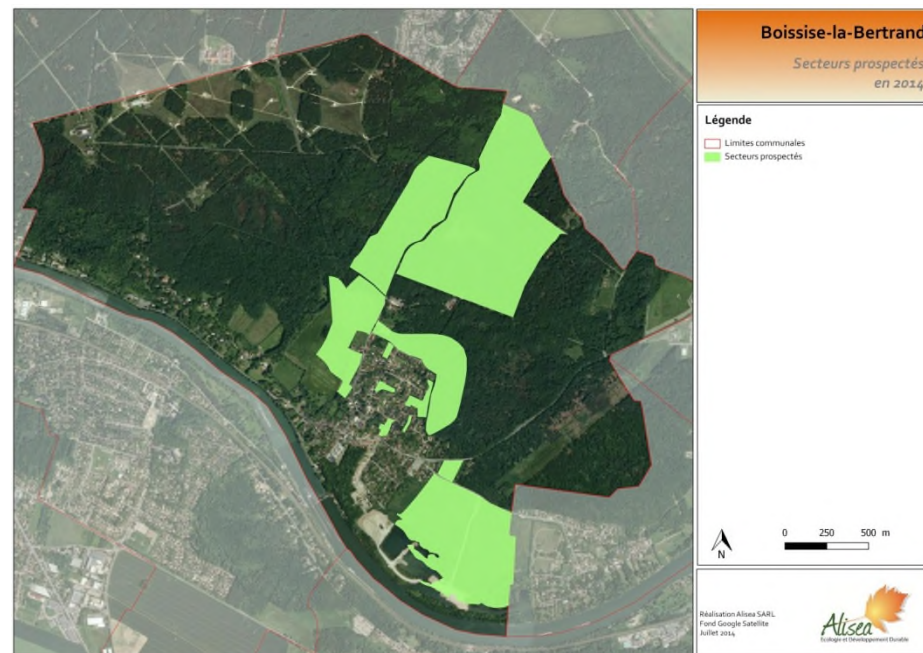 Boissise-la-Bertrand
Secteurs prospectés
en 2014
Légende
Limites communales
Secteurs prospectés
N
0 250 500 m
Réalisation Alisea SARL
Fond Google Satellite
Juillet 2014
Alisea
Ecologie et Développement Durable